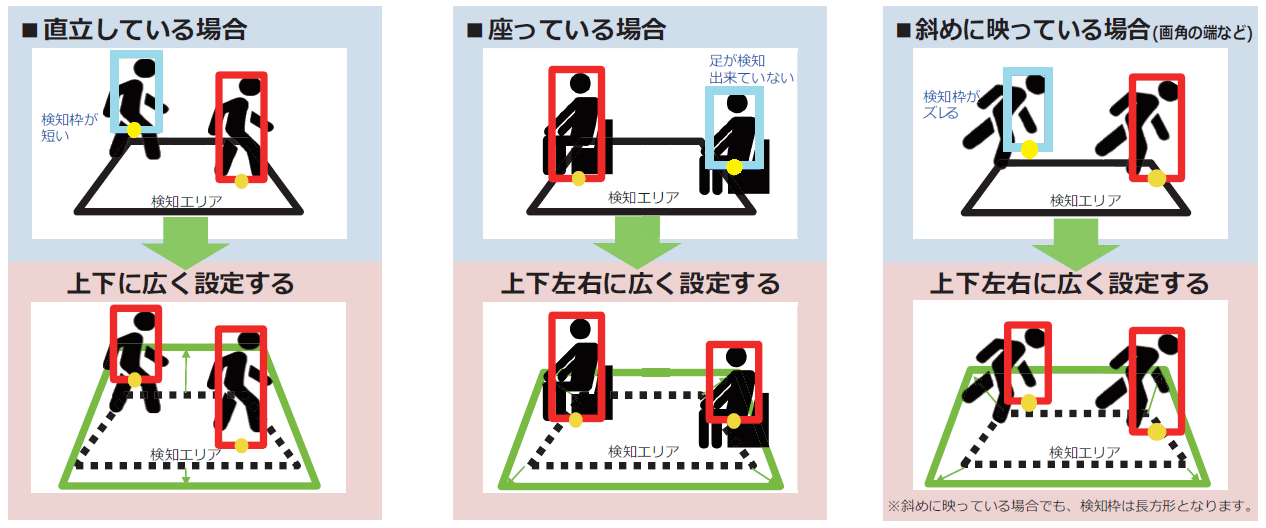 ■直立している場合
検知枠が
短い
検知エリア
上下に広く設定する
検知エリア
■座っている場合
足が検知
出来ていない
検知エリア
上下左右に広く設定する
検知エリア
■斜めに映っている場合(画角の端など)
検知枠が
ズレる
検知エリア
上下左右に広く設定する
検知エリア
※斜めに映っている場合でも、検知枠は長方形となります。